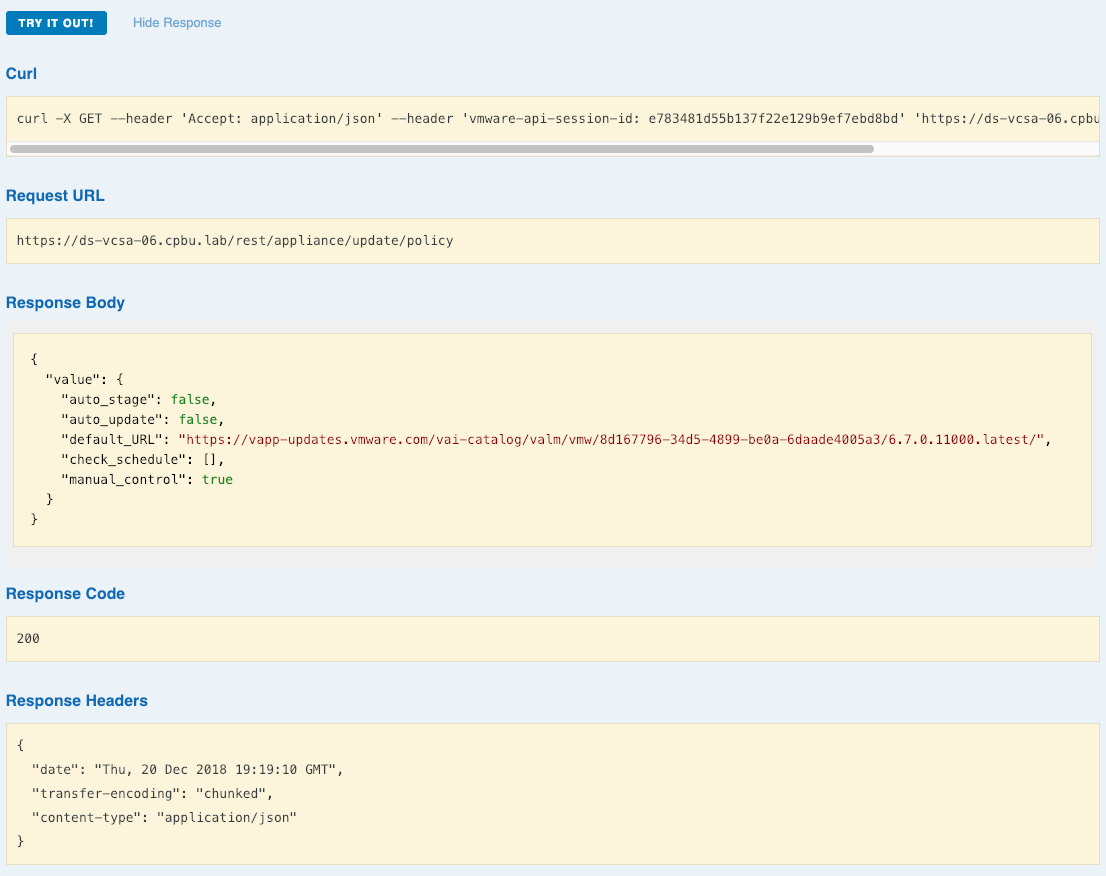 TRY IT OUT! Hide Response
Curl
curl -X GET --header 'Accept: application/json' --header 'vmware-api-session-id: e783481d55b137f22e129b9ef7ebd8bd' 'https://ds-vcsa-06.cpbu
Request URL
https://ds-vcsa-06.cpbu.lab/rest/appliance/update/policy
Response Body
{
  "value": {
    "auto_stage": false,
    "auto_update": false,
    "default_URL": "https://vapp-updates.vmware.com/vai-catalog/valm/vmw/8d167796-34d5-4899-be0a-6daade4005a3/6.7.0.11000.latest/",
    "check_schedule": [],
    "manual_control": true
  }
}
Response Code
200
Response Headers
{
  "date": "Thu, 20 Dec 2018 19:19:10 GMT",
  "transfer-encoding": "chunked",
  "content-type": "application/json"
}